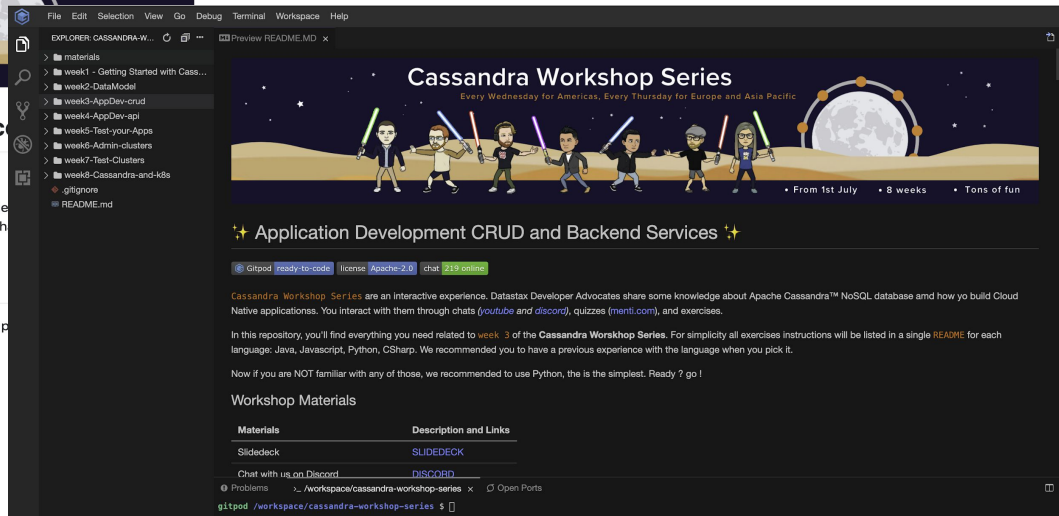 File Edit Selection View Go Debug Terminal Workspace Help
EXPLORER: CASSANDRA-W...
materials
week1 - Getting Started with Cass...
week2-DataModel
week3-AppDev-crud
week4-AppDev-api
week5-Test-your-Apps
week6-Admin-clusters
week7-Test-Clusters
week8-Cassandra-and-k8s
.gitignore
README.md
Preview README.MD ×
Cassandra Workshop Series
Every Wednesday for Americas, Every Thursday for Europe and Asia Pacific
• From 1st July • 8 weeks • Tons of fun
✨ Application Development CRUD and Backend Services ✨
Gitpod ready-to-code license Apache-2.0 chat 219 online
Cassandra Workshop Series are an interactive experience. Datastax Developer Advocates share some knowledge about Apache Cassandra™ NoSQL database amd how yo build Cloud
Native applicationss. You interact with them through chats (youtube and discord), quizzes (menti.com), and exercises.
In this repository, you'll find everything you need related to week 3 of the Cassandra Worskhop Series. For simplicity all exercises instructions will be listed in a single README for each
language: Java, Javascript, Python, CSharp. We recommended you to have a previous experience with the language when you pick it.
Now if you are NOT familiar with any of those, we recommended to use Python, the is the simplest. Ready ? go !
Workshop Materials
Materials Description and Links
Slidedeck SLIDEDECK
Chat with us on Discord DISCORD
Problems >_ /workspace/cassandra-workshop-series × Open Ports
gitpod /workspace/cassandra-workshop-series $